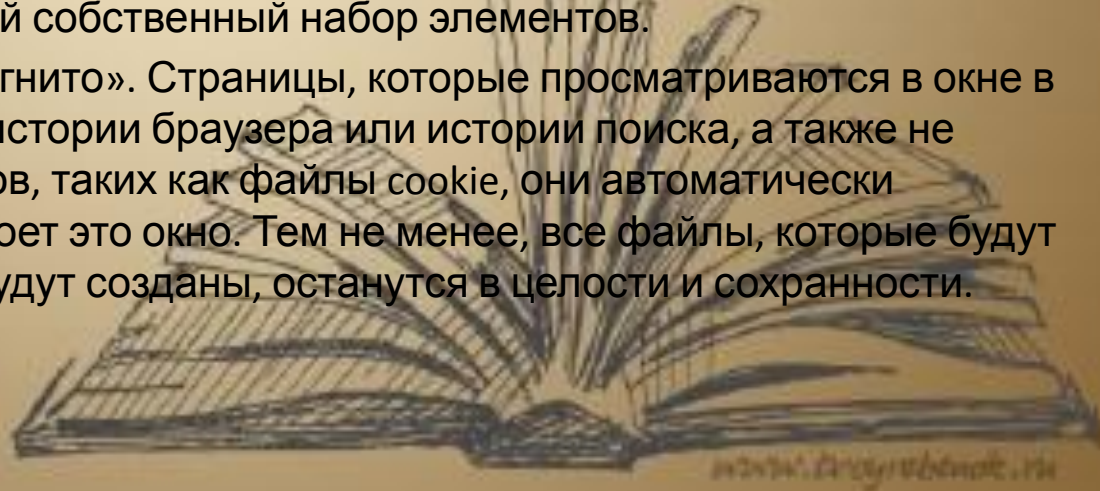 й собственный набор элементов.
гнито». Страницы, которые просматриваются в окне в
истории браузера или истории поиска, а также не
ов, таких как файлы cookie, они автоматически
оет это окно. Тем не менее, все файлы, которые будут
удут созданы, останутся в целости и сохранности.